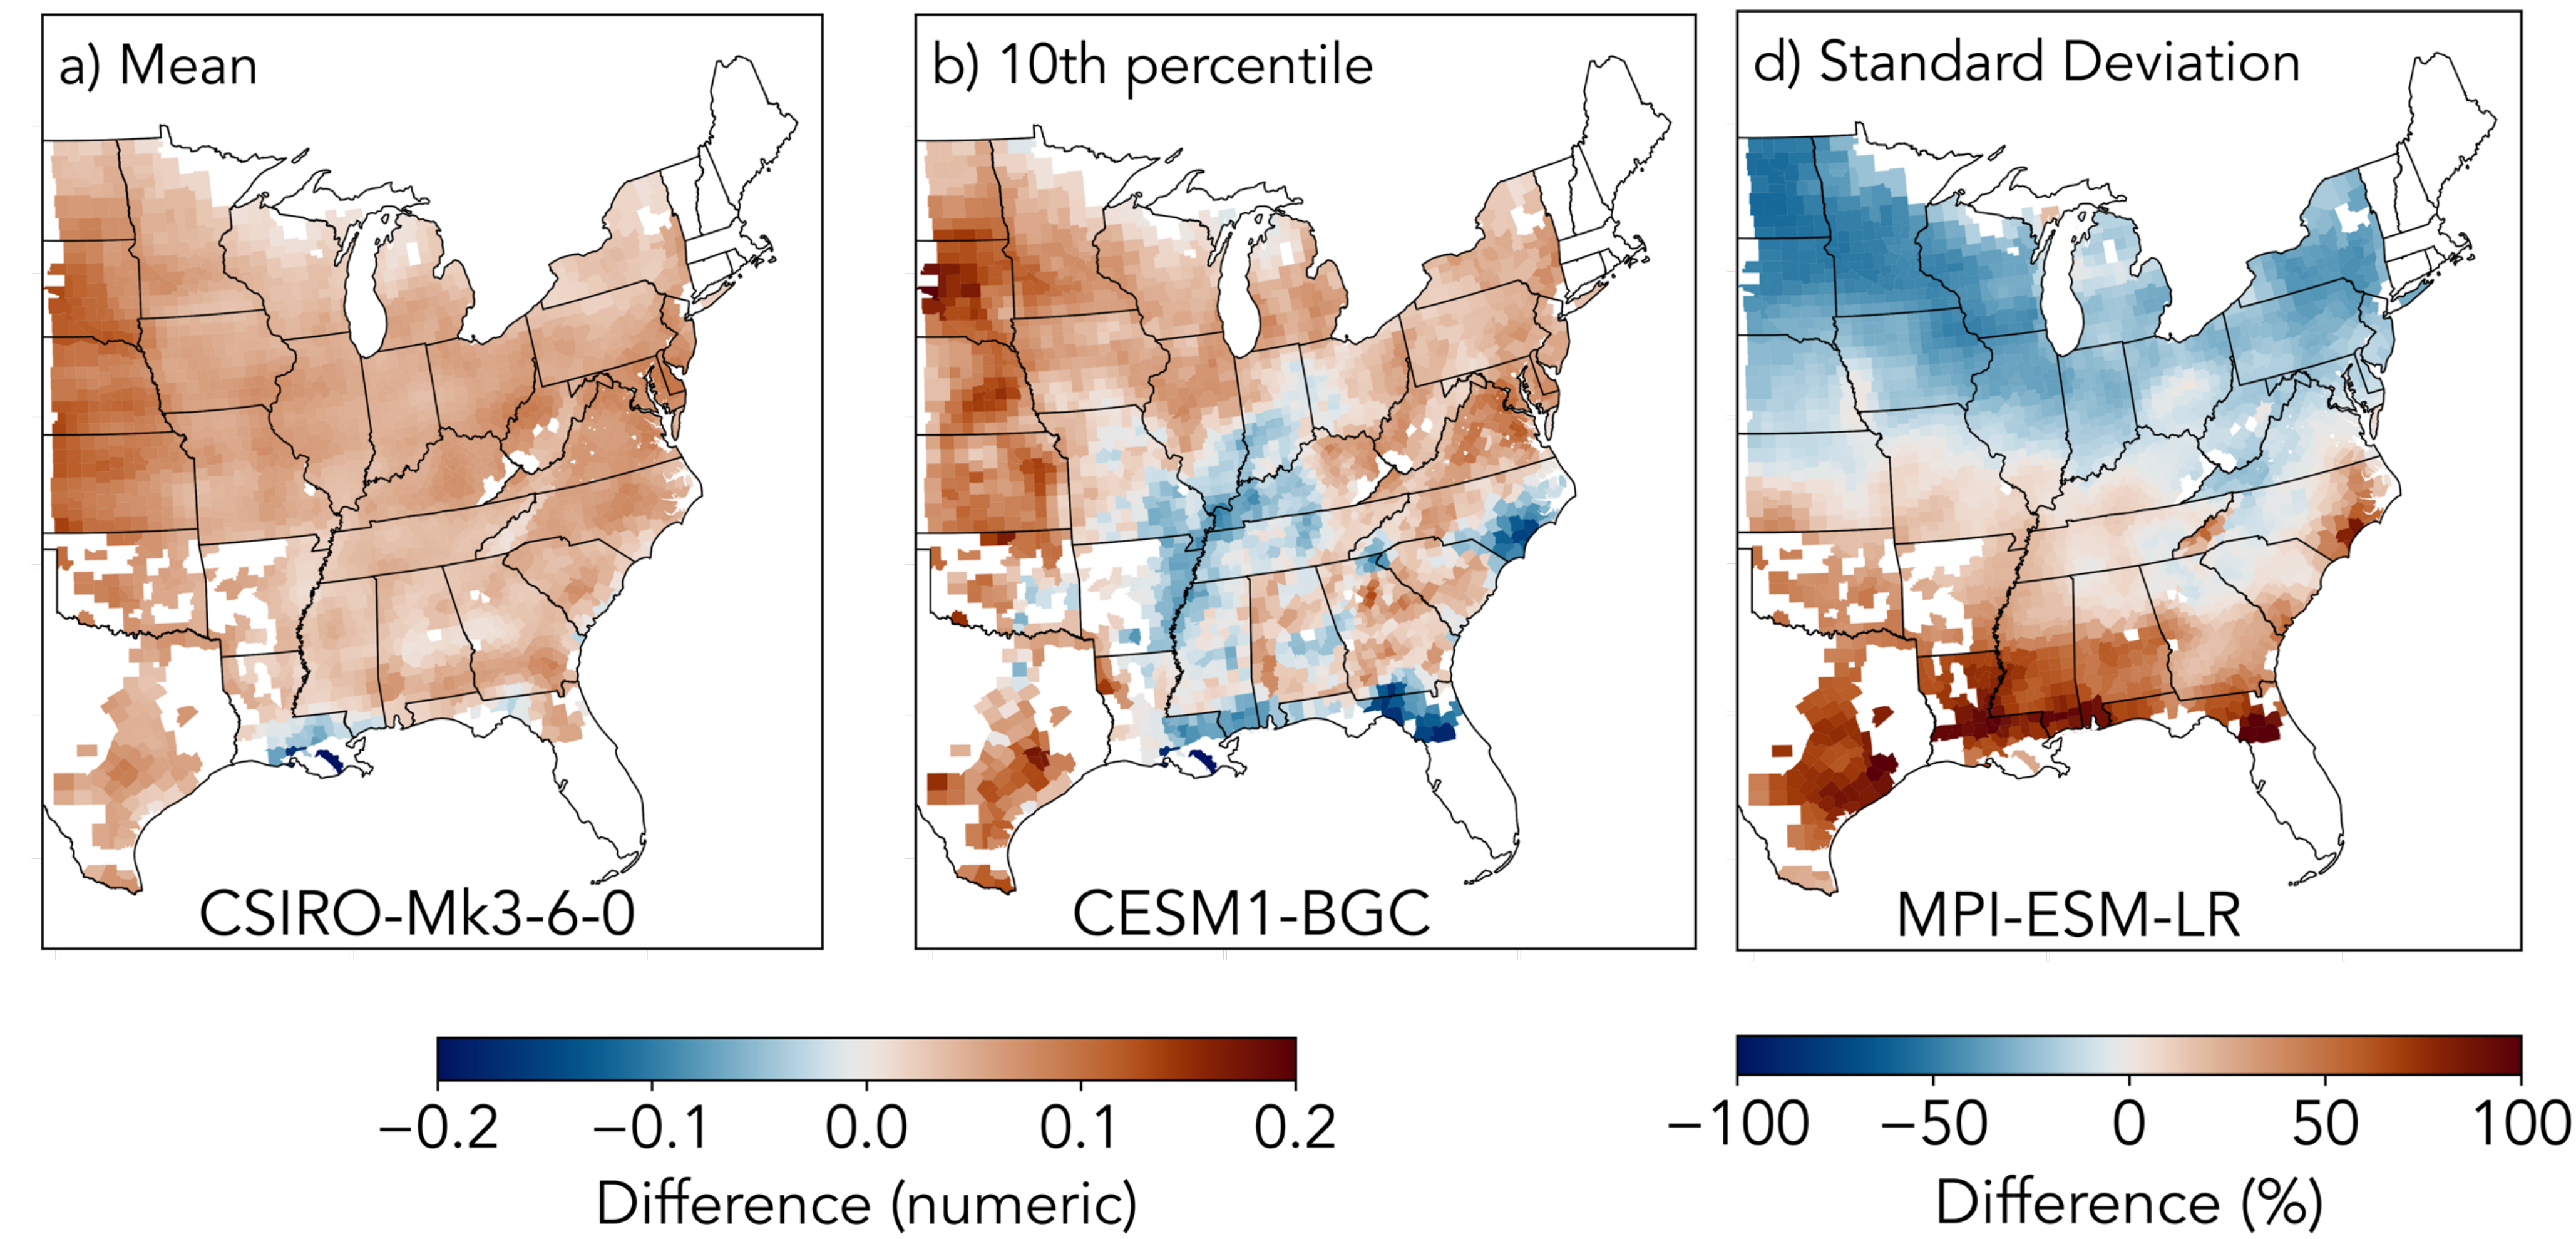 a) Mean
b) 10th percentile
d) Standard Deviation
CSIRO-Mk3-6-0
CESM1-BGC
MPI-ESM-LR
−0.2 −0.1 0.0 0.1 0.2
Difference (numeric)
−100 −50 0 50 100
Difference (%)